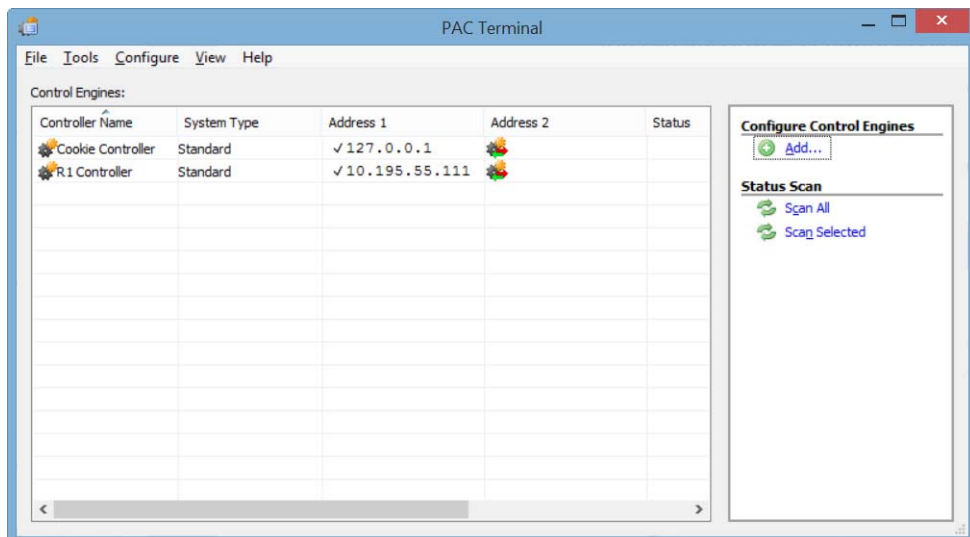 PAC Terminal
File Tools Configure View Help
Control Engines:
Controller Name System Type Address 1 Address 2 Status
Cookie Controller Standard ✓127.0.0.1
R1 Controller Standard ✓10.195.55.111
Configure Control Engines
Add...
Status Scan
Scan All
Scan Selected